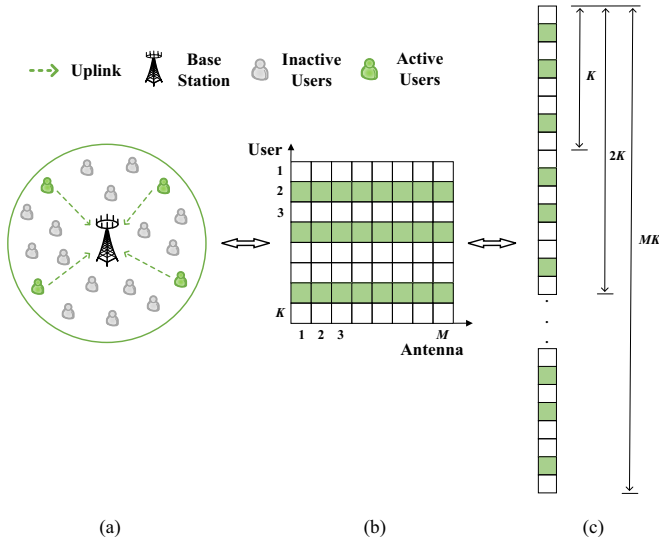 Uplink
Base
Station
Inactive
Users
Active
Users
User
1
2
3
K
1 2 3 M
Antenna
K
2K
MK
(a) (b) (c)